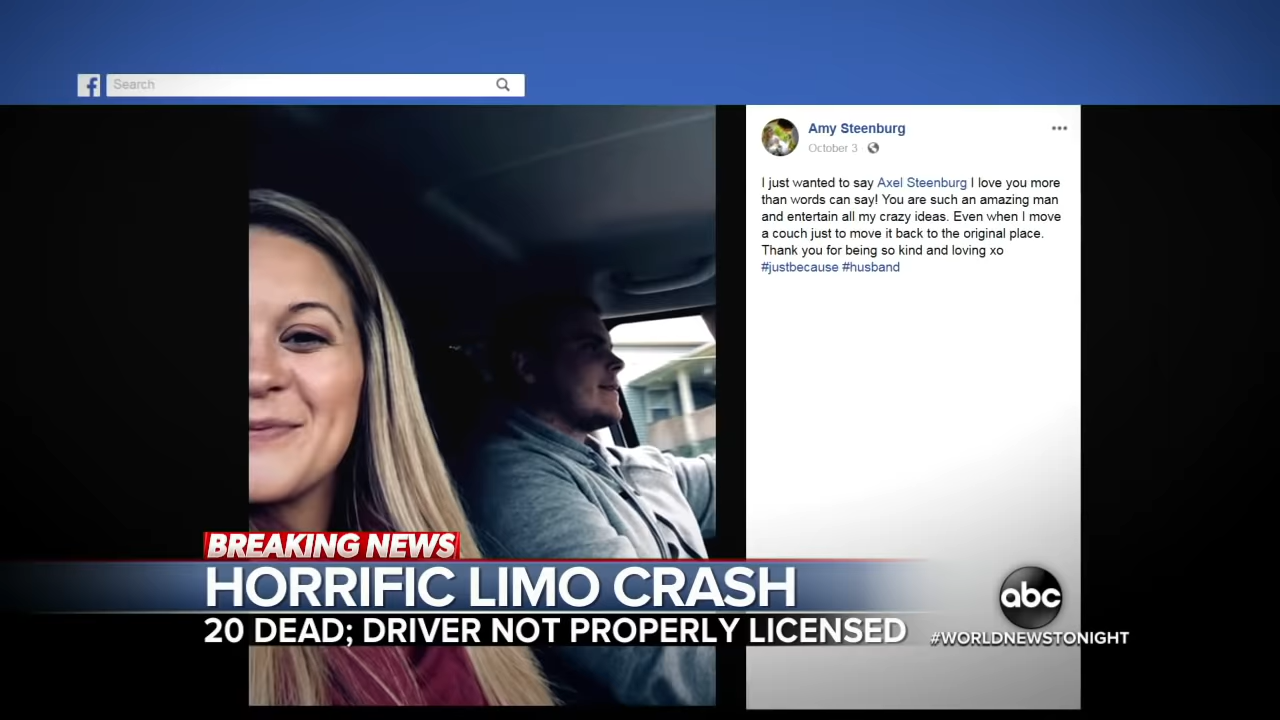 f
Search
Amy Steenburg
October 3
I just wanted to say Axel Steenburg I love you more
than words can say! You are such an amazing man
and entertain all my crazy ideas. Even when I move
a couch just to move it back to the original place.
Thank you for being so kind and loving xo
#justbecause #husband
BREAKING NEWS
HORRIFIC LIMO CRASH
20 DEAD; DRIVER NOT PROPERLY LICENSED
abc
#WORLDNEWSTONIGHT